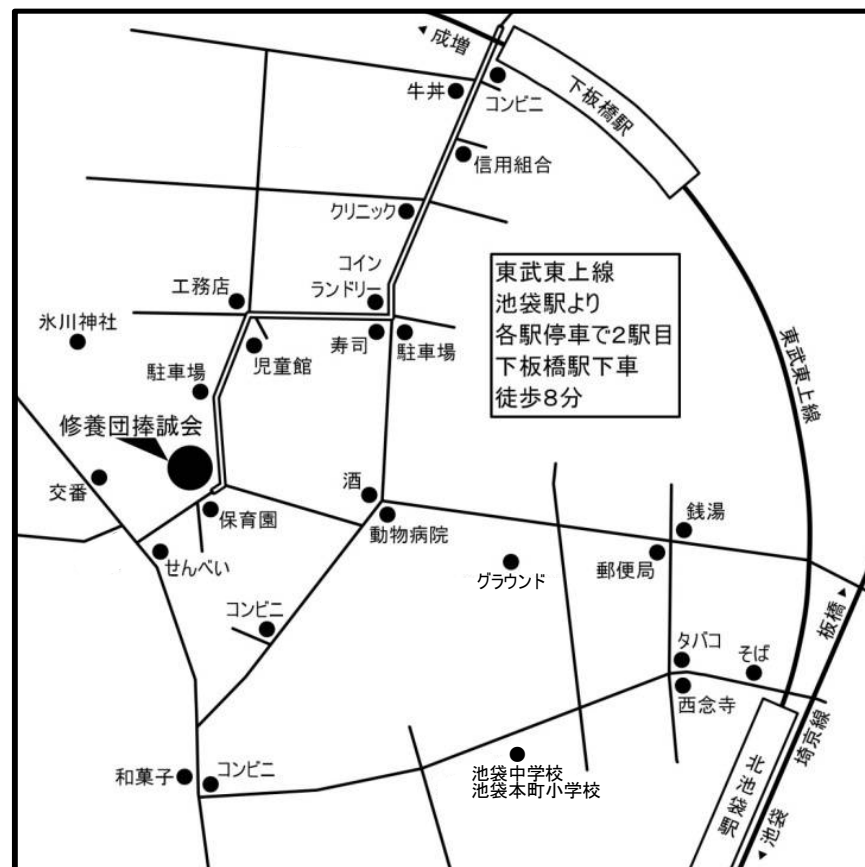 ◀成増
下板橋駅
牛丼
コンビニ
信用組合
クリニック
コイン
ランドリー
工務店
氷川神社
児童館
寿司
駐車場
東武東上線
池袋駅より
各駅停車で2駅目
下板橋駅下車
徒歩8分
東武東上線
駐車場
修養団捧誠会
交番
保育園
せんべい
酒
動物病院
グラウンド
銭湯
郵便局
板橋▶
コンビニ
タバコ
そば
西念寺
埼京線
北池袋駅
◀池袋
和菓子
コンビニ
池袋中学校
池袋本町小学校